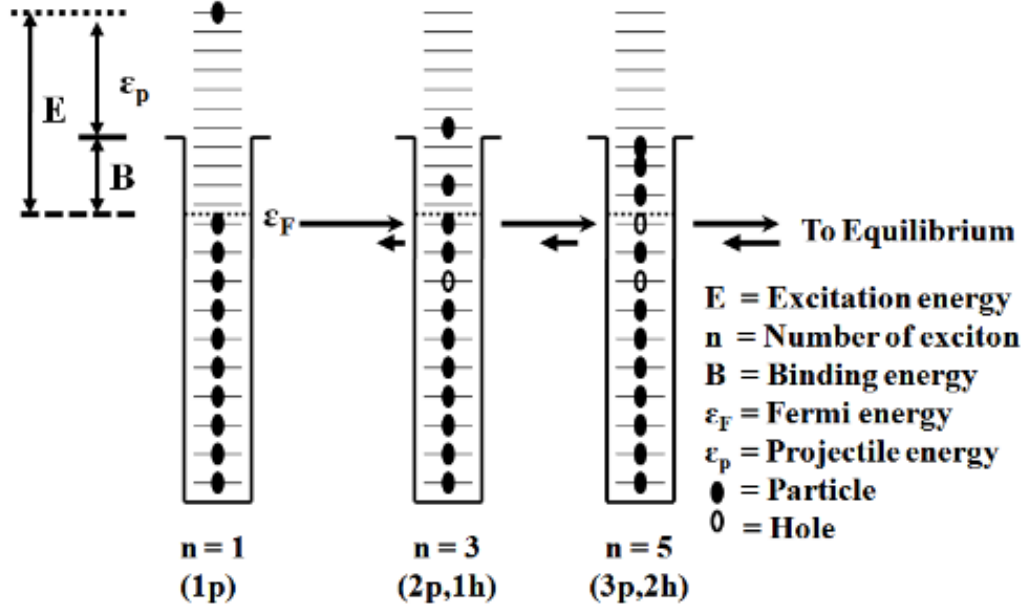 E
εp
B
εF
To Equilibrium
E = Excitation energy
n = Number of exciton
B = Binding energy
εF = Fermi energy
εp = Projectile energy
= Particle
= Hole
n = 1
(1p)
n = 3
(2p,1h)
n = 5
(3p,2h)